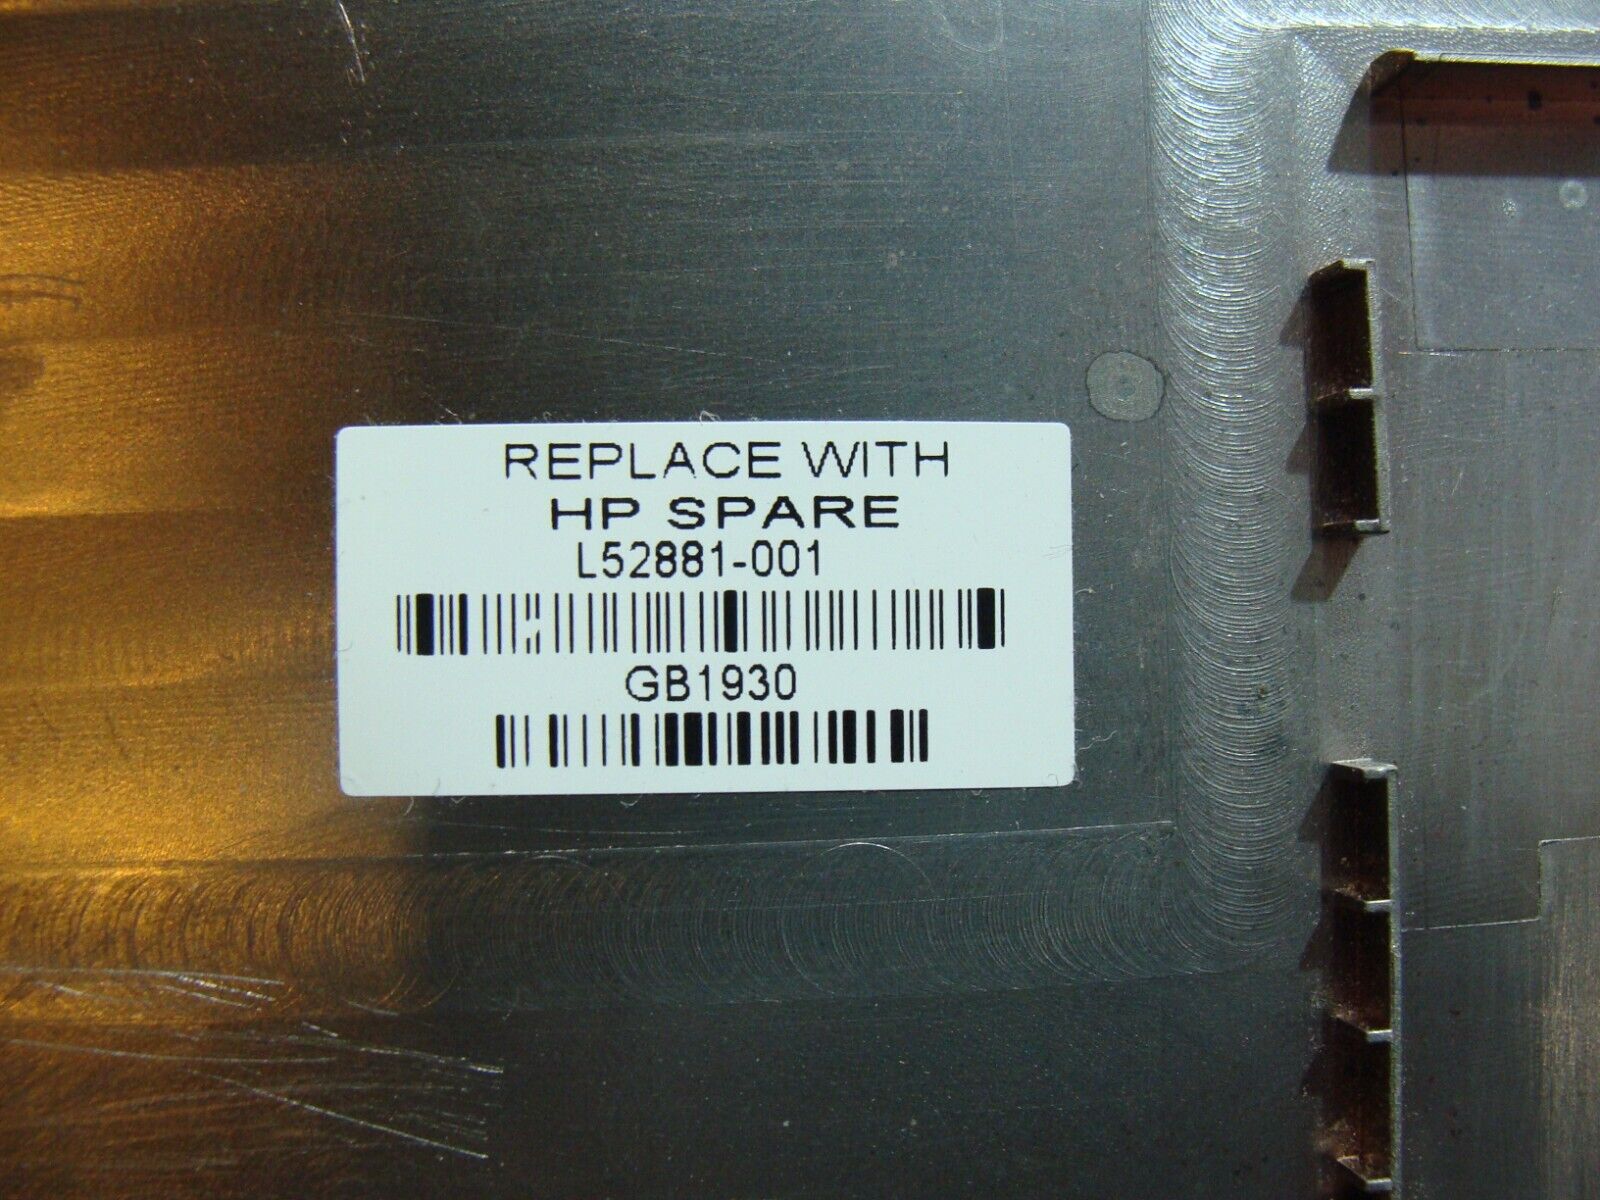 REPLACE WITH
HP SPARE
L52881-001
GB1930